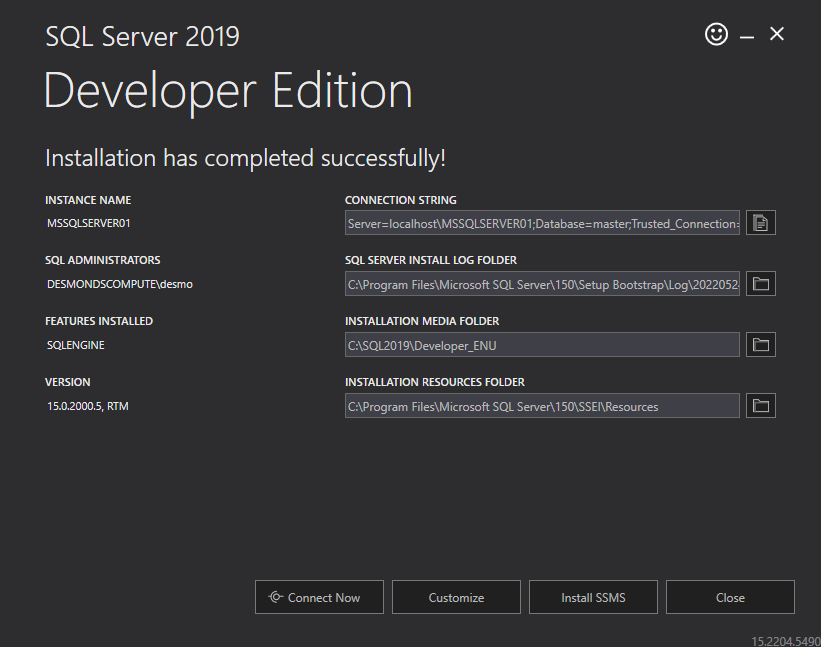 SQL Server 2019
Developer Edition
Installation has completed successfully!
INSTANCE NAME
MSSQLSERVER01
CONNECTION STRING
Server=localhost\MSSQLSERVER01;Database=master;Trusted_Connection=
SQL ADMINISTRATORS
DESMONDSCOMPUTE\desmo
SQL SERVER INSTALL LOG FOLDER
C:\Program Files\Microsoft SQL Server\150\Setup Bootstrap\Log\2022052
FEATURES INSTALLED
SQLENGINE
INSTALLATION MEDIA FOLDER
C:\SQL2019\Developer_ENU
VERSION
15.0.2000.5, RTM
INSTALLATION RESOURCES FOLDER
C:\Program Files\Microsoft SQL Server\150\SSEI\Resources
Connect Now
Customize
Install SSMS
Close
15.2204.5490